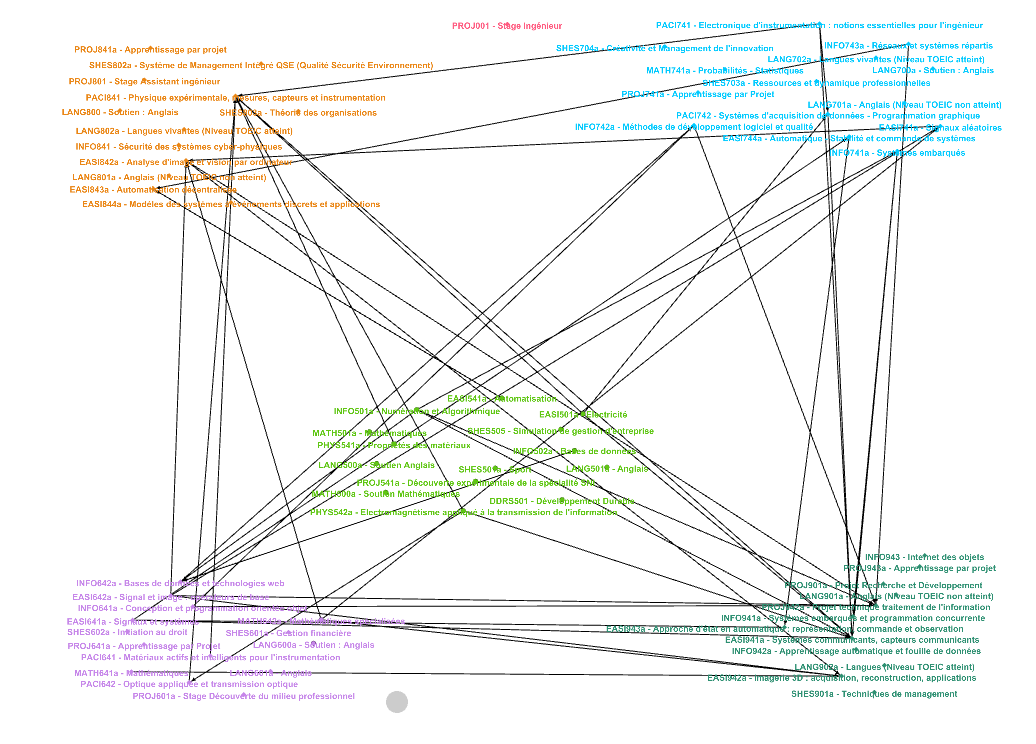 PROJ001 - Stage Ingénieur
PACI741 - Electronique d'instrumentation : notions essentielles pour l'ingénieur
INFO743a - Réseaux et systèmes répartis
SHES704a - Créativité et Management de l'innovation
LANG702a - Langues vivantes (Niveau TOEIC atteint)
MATH741a - Probabilités - Statistiques
LANG700a - Soutien : Anglais
SHES703a - Ressources et dynamique professionnelles
PROJ741a - Apprentissage par Projet
LANG701a - Anglais (Niveau TOEIC non atteint)
PACI742 - Systèmes d'acquisition de données - Programmation graphique
INFO742a - Méthodes de développement logiciel et qualité
EASI741a - Signaux aléatoires
EASI744a - Automatique : Stabilité et commande de systèmes
INFO741a - Systèmes embarqués
PROJ841a - Apprentissage par projet
SHES802a - Système de Management Intégré QSE (Qualité Sécurité Environnement)
PROJ801 - Stage Assistant ingénieur
PACI841 - Physique expérimentale, mesures, capteurs et instrumentation
LANG800 - Soutien : Anglais
SHES803a - Théorie des organisations
LANG802a - Langues vivantes (Niveau TOEIC atteint)
INFO841 - Sécurité des systèmes cyber-physiques
EASI842a - Analyse d'image et vision par ordinateur
LANG801a - Anglais (Niveau TOEIC non atteint)
EASI843a - Automatisation décentralisée
EASI844a - Modèles des systèmes d'événements discrets et applications
EASI541a - Automatisation
INFO501a - Numération et Algorithmique
EASI501a - Electricité
MATH501a - Mathématiques
SHES505 - Simulation de gestion d'entreprise
PHYS541a - Propriétés des matériaux
INFO502a - Bases de données
LANG500a - Soutien Anglais
SHES501a - Sport
LANG501a - Anglais
PROJ541a - Découverte expérimentale de la spécialité SNI
MATH500a - Soutien Mathématiques
DDRS501 - Développement Durable
PHYS542a - Electromagnétisme appliqué à la transmission de l'information
INFO642a - Bases de données et technologies web
EASI642a - Signal et image : traitements de base
INFO641a - Conception et programmation orientée objet
EASI641a - Signaux et systèmes
MATH642a - Mathématiques appliquées
SHES602a - Initiation au droit
SHES601a - Gestion financière
PROJ641a - Apprentissage par Projet
LANG600a - Soutien : Anglais
PACI641 - Matériaux actifs et intelligents pour l'instrumentation
MATH641a - Mathématiques
LANG601a - Anglais
PACI642 - Optique appliquée et transmission optique
PROJ601a - Stage Découverte du milieu professionnel
INFO943 - Internet des objets
PROJ943a - Apprentissage par projet
PROJ901a - Projet Recherche et Développement
LANG901a - Anglais (Niveau TOEIC non atteint)
PROJ942a - Projet technique traitement de l'information
INFO941a - Systèmes embarqués et programmation concurrente
EASI943a - Approche d'état en automatique : représentation, commande et observation
EASI941a - Systèmes communicants, capteurs communicants
INFO942a - Apprentissage automatique et fouille de données
LANG902a - Langues (Niveau TOEIC atteint)
EASI942a - Imagerie 3D : acquisition, reconstruction, applications
SHES901a - Techniques de management